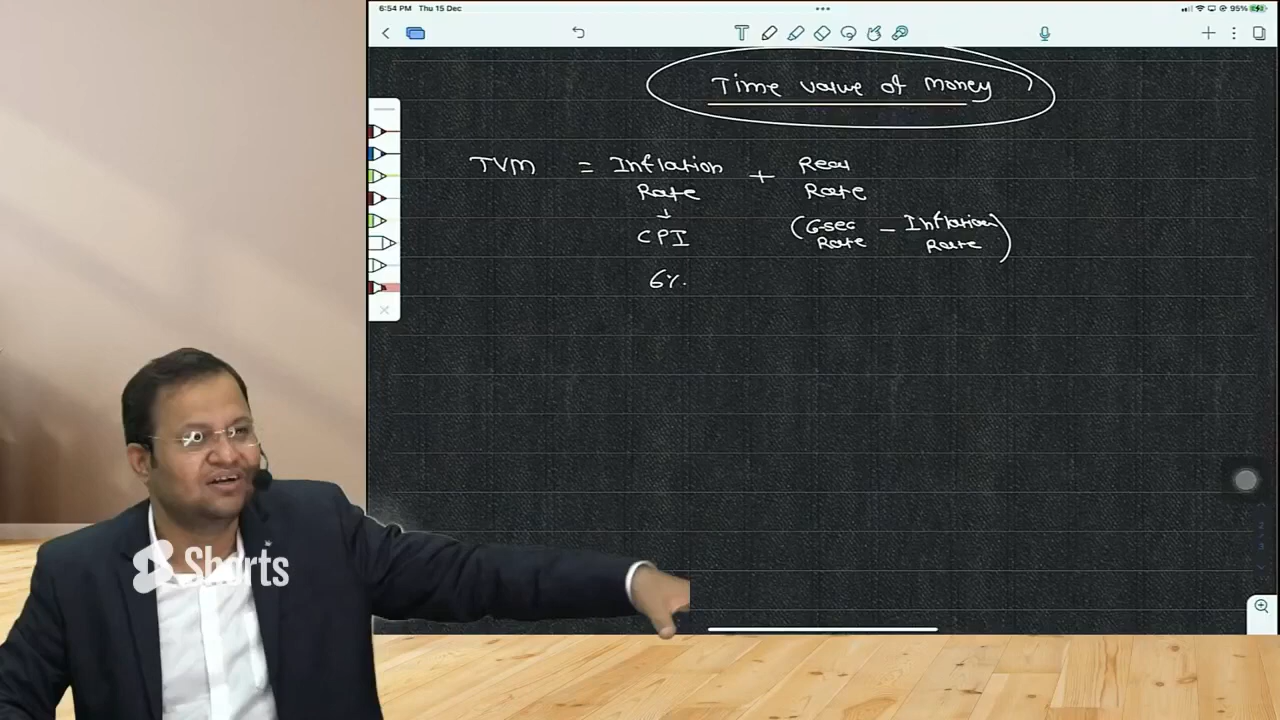 6:54 PM Thu 15 Dec
95%
Time value of money
TVM = Inflation Rate + Real Rate
CPI
(G-sec Rate - Inflation Rate)
6%.
Shorts